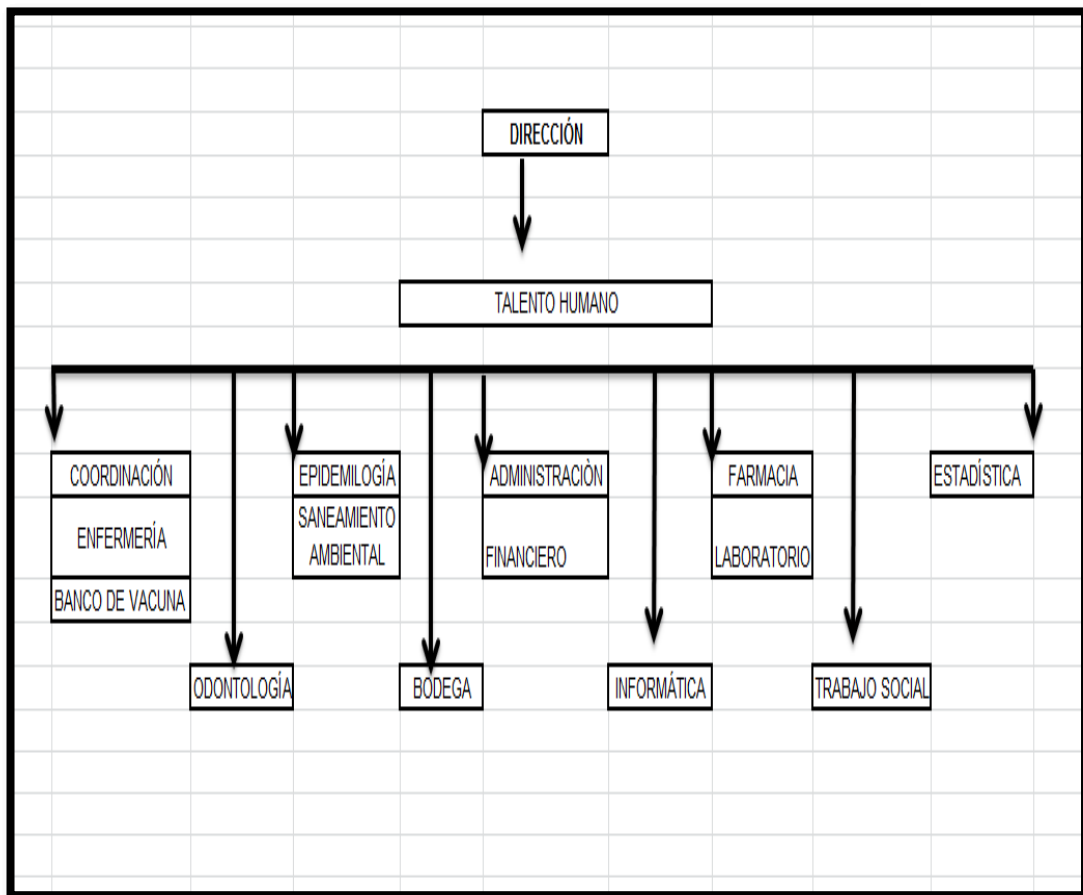 DIRECCIÓN
TALENTO HUMANO
COORDINACIÓN
ENFERMERÍA
BANCO DE VACUNA
EPIDEMILOGÍA
SANEAMIENTO
AMBIENTAL
ADMINISTRACIÒN
FINANCIERO
FARMACIA
LABORATORIO
ESTADÍSTICA
ODONTOLOGÍA
BODEGA
INFORMÁTICA
TRABAJO SOCIAL